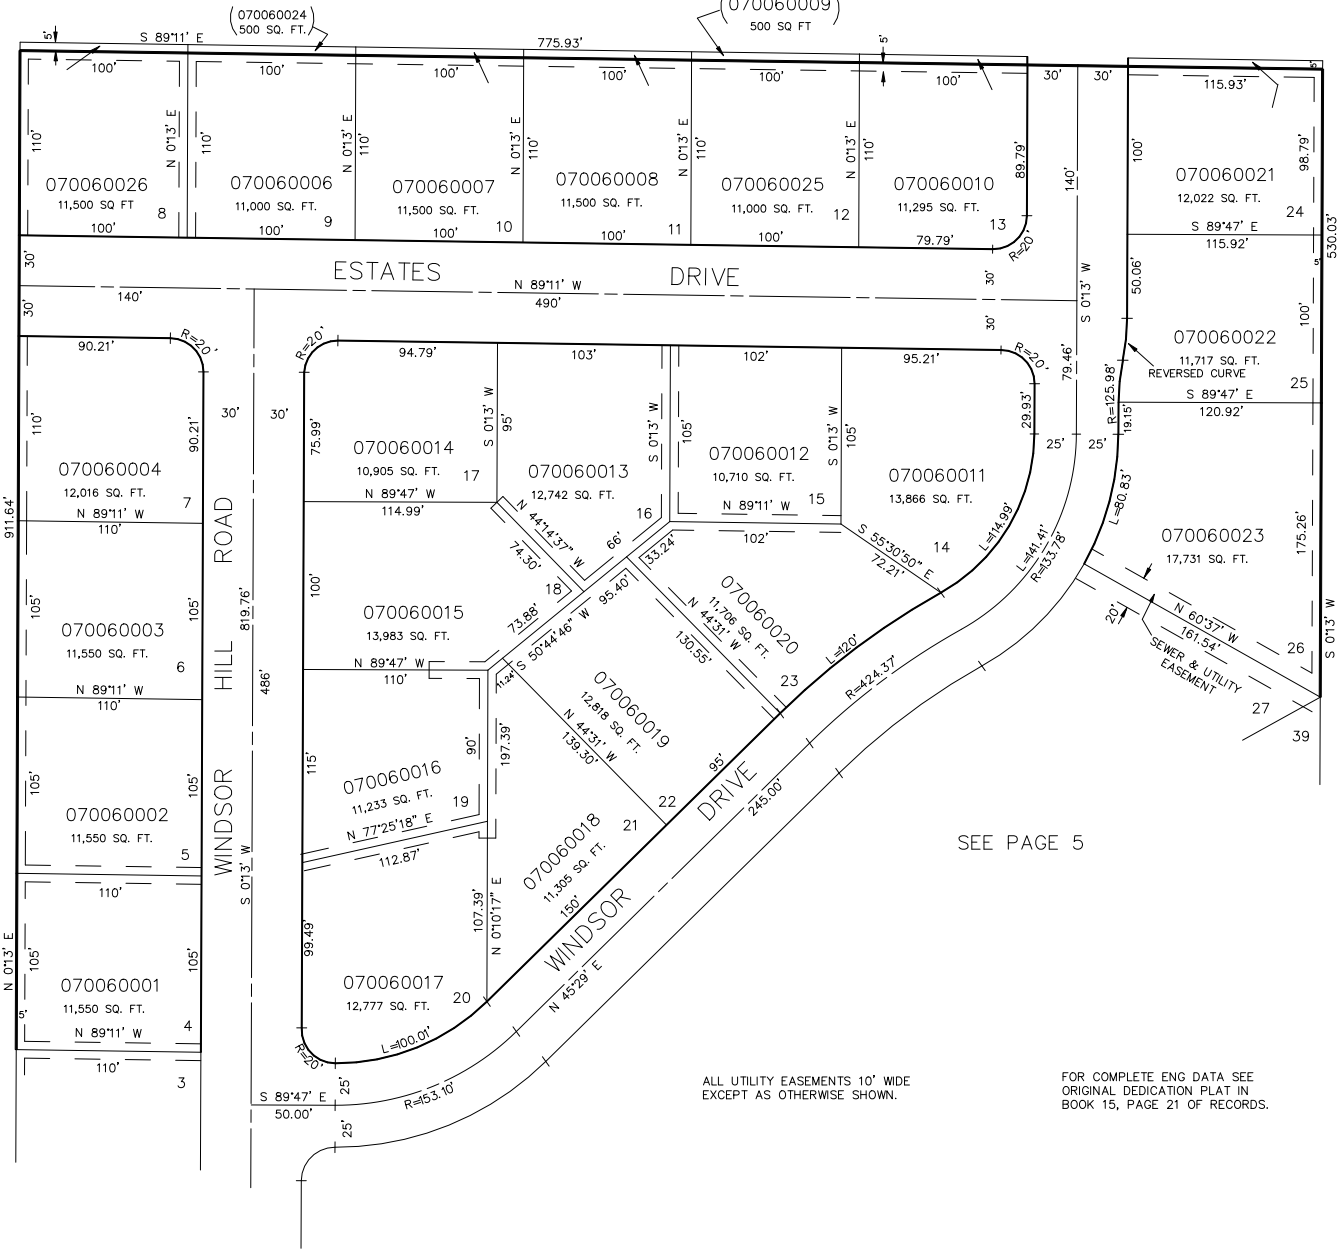 (070060024)
500 SQ. FT.
(070060009)
500 SQ FT
5'
S 89°11' E
775.93'
5'
5'
100'
100'
100'
100'
100'
100'
30'
30'
115.93'
110'
N 0°13' E
110'
N 0°13' E
110'
N 0°13' E
110'
N 0°13' E
110'
N 0°13' E
110'
89.79'
140'
100'
98.79'
530.03'
070060026
11,500 SQ FT
8
100'
070060006
11,000 SQ. FT.
9
100'
070060007
11,500 SQ. FT.
10
100'
070060008
11,500 SQ. FT.
11
100'
070060025
11,000 SQ. FT.
12
100'
070060010
11,295 SQ. FT.
13
79.79'
R=20'
070060021
12,022 SQ. FT.
24
S 89°47' E
115.92'
5'
30'
30'
ESTATES DRIVE
N 89°11' W
490'
140'
30'
30'
S 0°13' W
50.06'
100'
90.21'
R=20'
R=20'
94.79'
103'
102'
95.21'
R=20'
79.46'
070060022
11,717 SQ. FT.
REVERSED CURVE
25
S 89°47' E
120.92'
R=125.98'
19.15'
110'
90.21'
30'
30'
75.99'
S 0°13' W
95'
S 0°13' W
105'
S 0°13' W
105'
29.93'
25'
25'
070060004
12,016 SQ. FT.
7
N 89°11' W
110'
070060014
10,905 SQ. FT.
17
N 89°47' W
114.99'
070060013
12,742 SQ. FT.
16
070060012
10,710 SQ. FT.
15
N 89°11' W
102'
070060011
13,866 SQ. FT.
14
S 55°30'50" E
72.21'
L=114.99'
L=141.41'
R=133.78'
L=80.83'
070060023
17,731 SQ. FT.
175.26'
26
N 60°37' W
161.54'
20'
SEWER & UTILITY
EASEMENT
S 0°13' W
27
39
911.64'
N 44°14'37" W
74.30'
66'
33.24'
18
95.40'
73.88'
S 50°44'46" W
11.24'
100'
105'
105'
819.76'
070060003
11,550 SQ. FT.
6
N 89°11' W
110'
070060015
13,983 SQ. FT.
N 89°47' W
110'
070060020
11,706 SQ. FT.
N 44°31' W
130.55'
23
L=120'
R=424.37'
070060019
12,818 SQ. FT.
N 44°31' W
139.30'
22
95'
486'
WINDSOR HILL ROAD
S 0°13' W
105'
105'
070060002
11,550 SQ. FT.
5
110'
115'
070060016
11,233 SQ. FT.
19
90'
197.39'
N 77°25'18" E
112.87'
21
070060018
11,305 SQ. FT.
150'
WINDSOR DRIVE
245.00'
N 45°29' E
SEE PAGE 5
N 0°13' E
105'
105'
070060001
11,550 SQ. FT.
5'
4
N 89°11' W
110'
3
99.49'
107.39'
N 0°10'17" E
070060017
12,777 SQ. FT.
20
L=100.01'
R=20'
25'
S 89°47' E
50.00'
R=153.10'
25'
ALL UTILITY EASEMENTS 10' WIDE
EXCEPT AS OTHERWISE SHOWN.
FOR COMPLETE ENG DATA SEE
ORIGINAL DEDICATION PLAT IN
BOOK 15, PAGE 21 OF RECORDS.